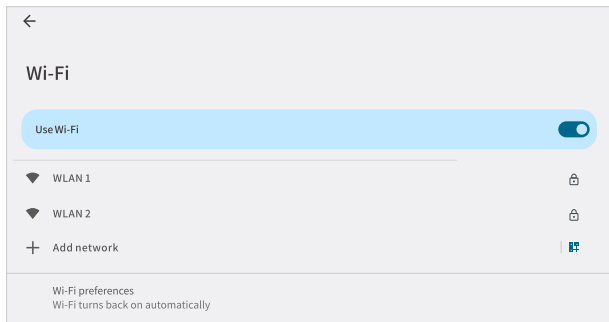 Wi-Fi
Use Wi-Fi
WLAN 1
WLAN 2
Add network
Wi-Fi preferences
Wi-Fi turns back on automatically